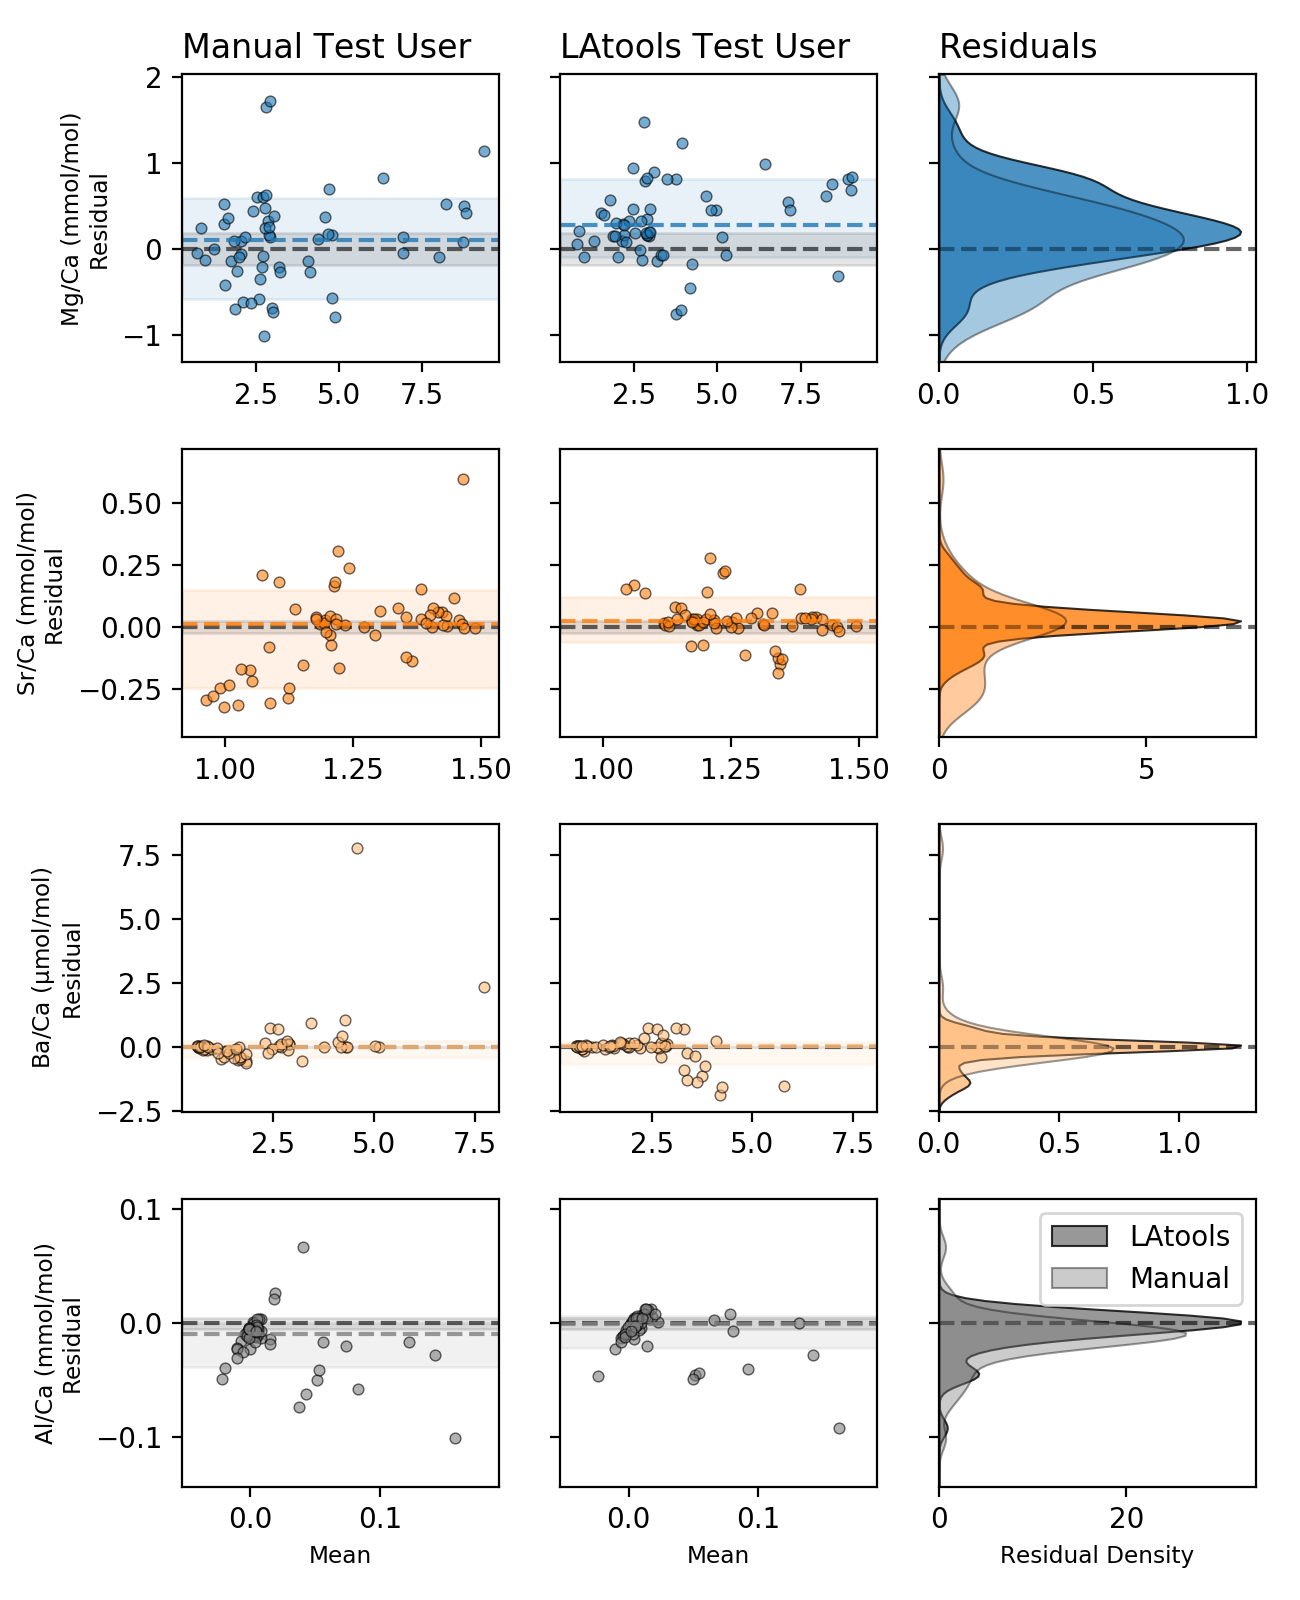 Manual Test User
LAtools Test User
Residuals
Mg/Ca (mmol/mol)
Residual
2
1
0
−1
2.5 5.0 7.5
2.5 5.0 7.5
0.0 0.5 1.0
Sr/Ca (mmol/mol)
Residual
0.50
0.25
0.00
−0.25
1.00 1.25 1.50
1.00 1.25 1.50
0 5
Ba/Ca (μmol/mol)
Residual
7.5
5.0
2.5
0.0
−2.5
2.5 5.0 7.5
2.5 5.0 7.5
0.0 0.5 1.0
Al/Ca (mmol/mol)
Residual
0.1
0.0
−0.1
0.0 0.1
Mean
0.0 0.1
Mean
LAtools
Manual
0 20
Residual Density